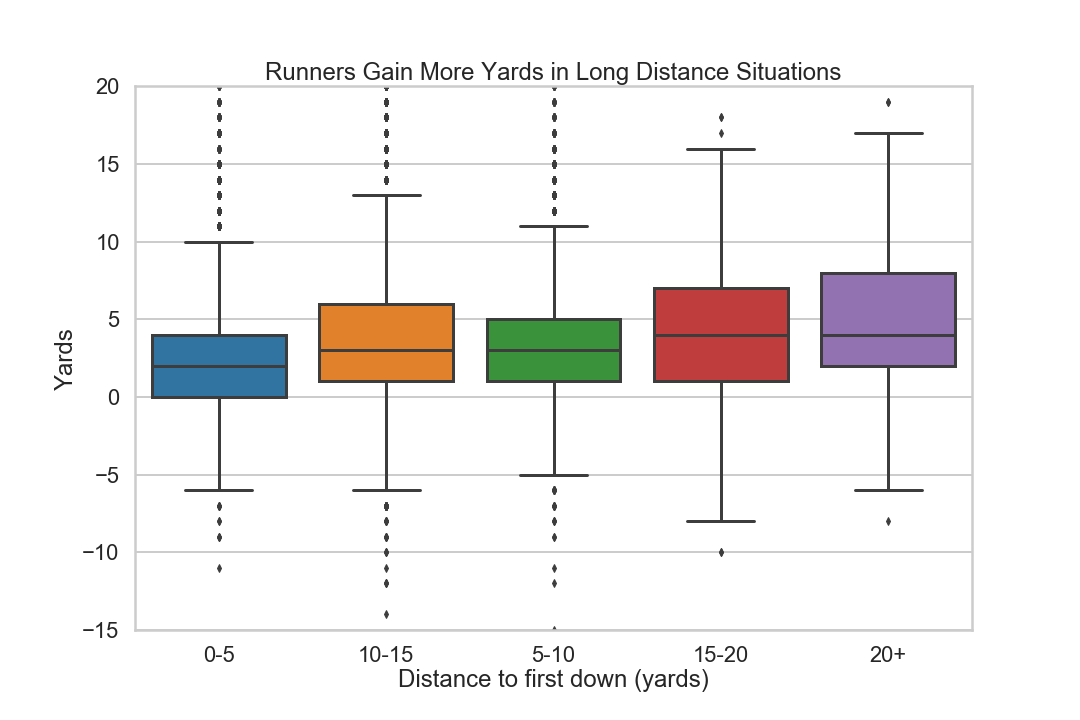 Runners Gain More Yards in Long Distance Situations
20
15
10
5
0
−5
−10
−15
Yards
0-5 10-15 5-10 15-20 20+
Distance to first down (yards)